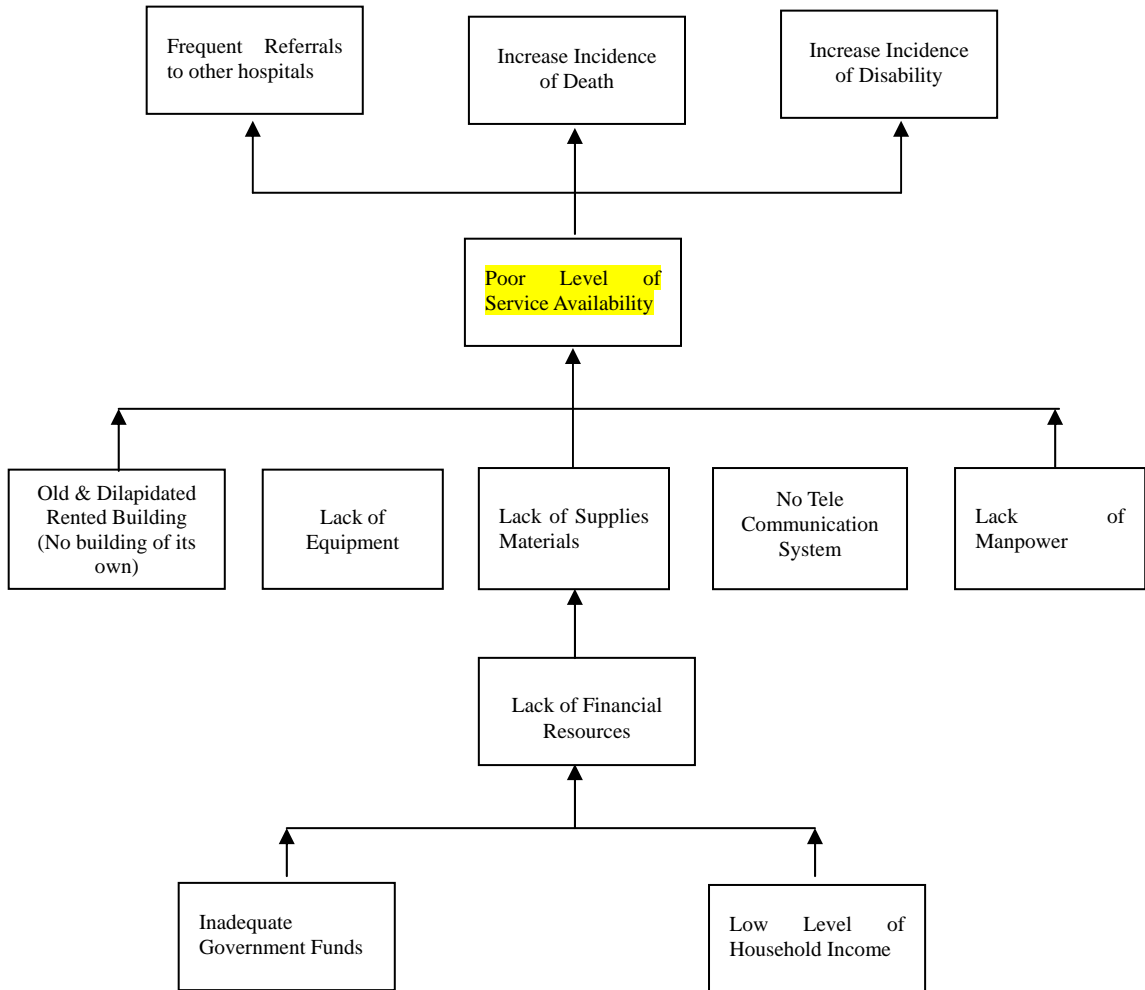 Frequent Referrals
to other hospitals
Increase Incidence
of Death
Increase Incidence
of Disability
Poor Level of
Service Availability
Old & Dilapidated
Rented Building
(No building of its
own)
Lack of
Equipment
Lack of Supplies
Materials
No Tele
Communication
System
Lack of
Manpower
Lack of Financial
Resources
Inadequate
Government Funds
Low Level of
Household Income